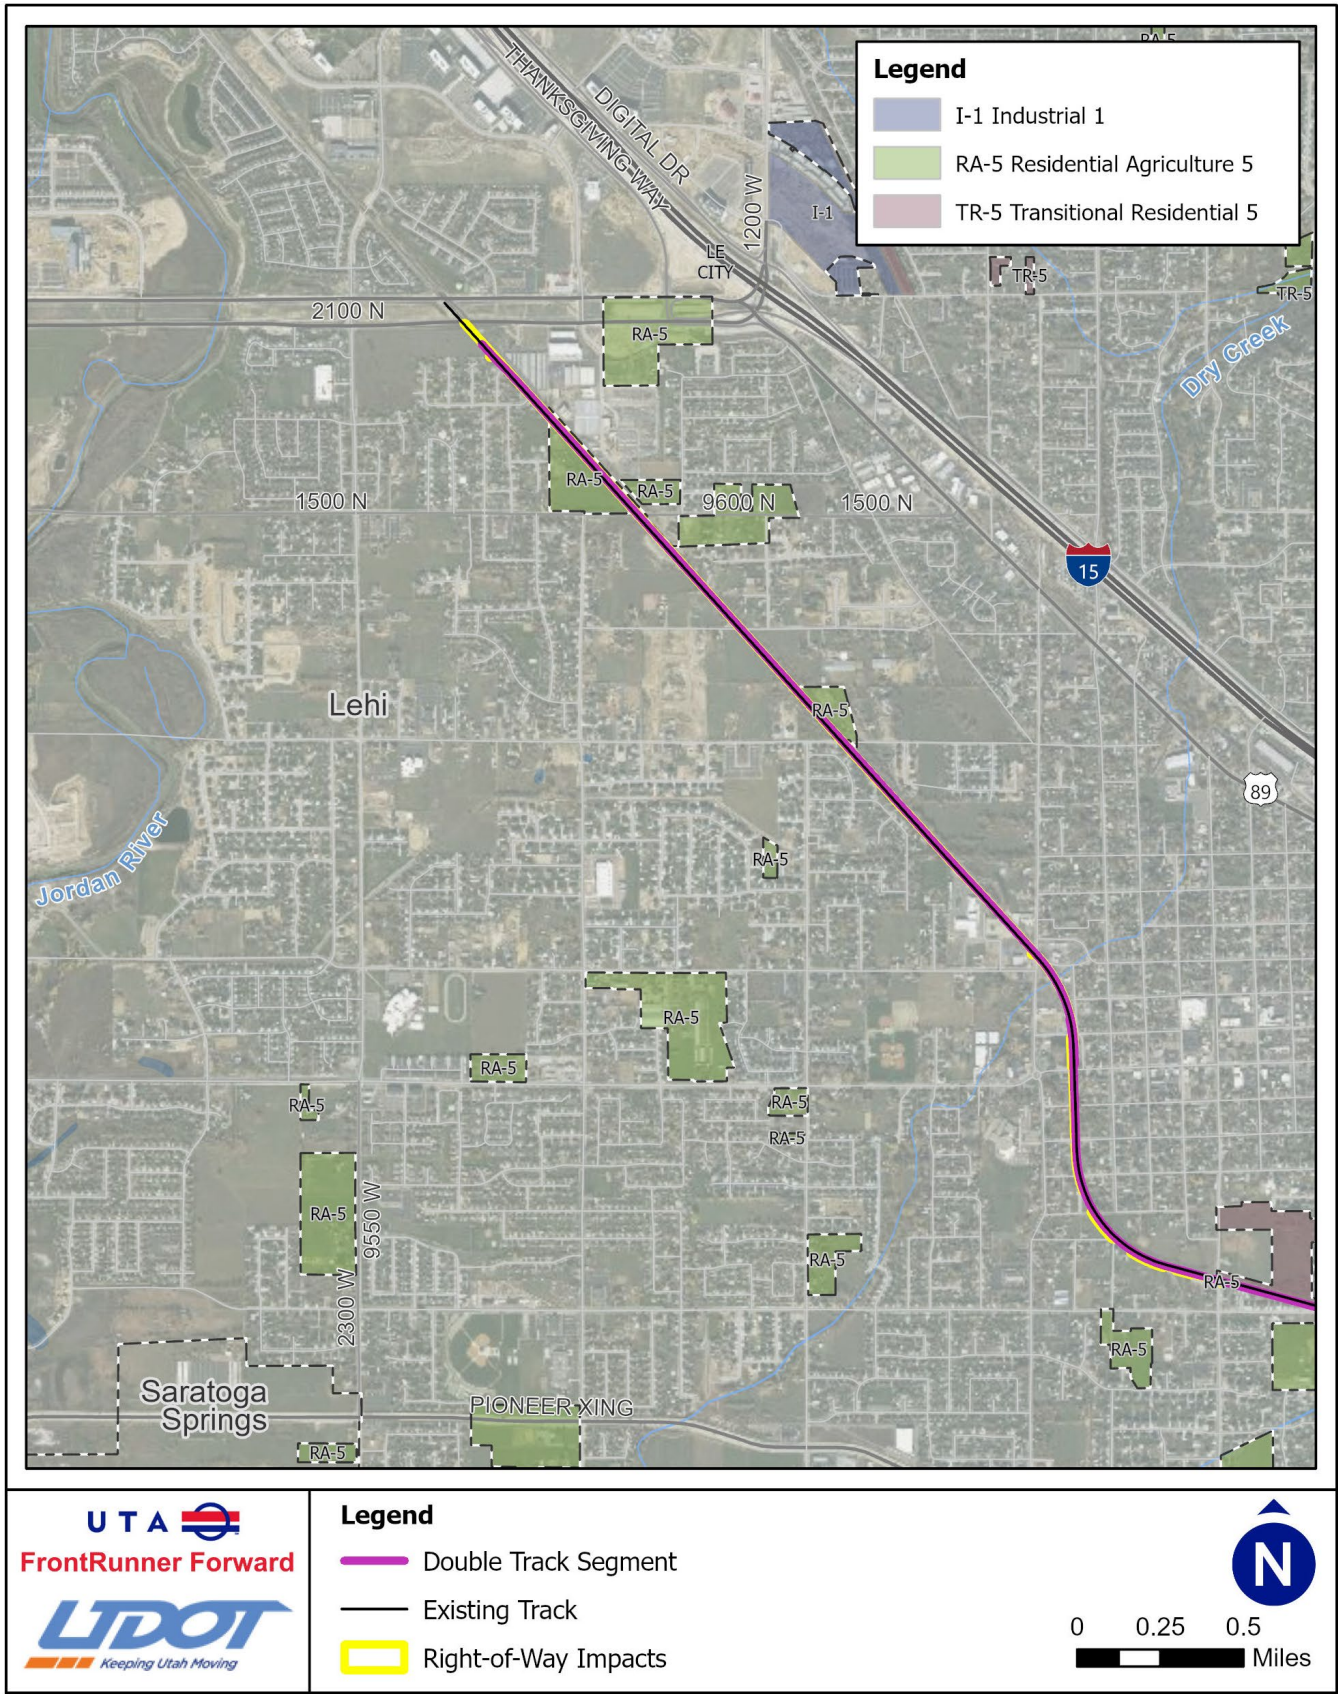 RA-5
Legend
I-1 Industrial 1
RA-5 Residential Agriculture 5
TR-5 Transitional Residential 5
THANKSGIVING WAY
DIGITAL DR
1200 W
I-1
LE
CITY
TR-5
TR-5
2100 N
RA-5
Dry Creek
RA-5
RA-5
1500 N
9600 N
1500 N
15
Lehi
RA-5
89
Jordan River
RA-5
RA-5
RA-5
RA-5
RA-5
RA-5
RA-5
9550 W
RA-5
RA-5
2300 W
RA-5
Saratoga
Springs
PIONEER XING
RA-5
UTA
FrontRunner Forward
UDOT
Keeping Utah Moving
Legend
Double Track Segment
Existing Track
Right-of-Way Impacts
N
0 0.25 0.5
Miles